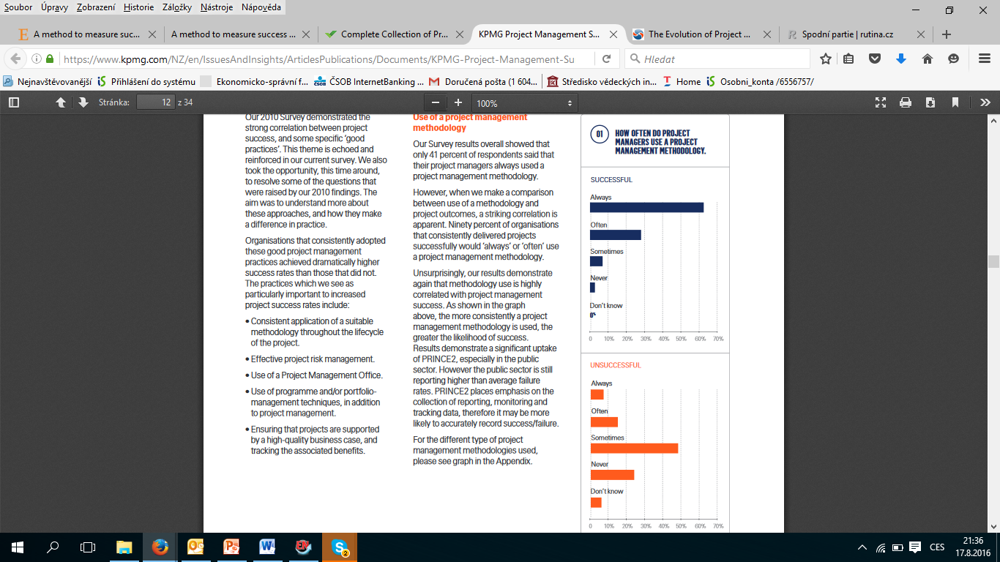 Soubor Úpravy Zobrazení Historie Záložky Nástroje Nápověda
A method to measure suc...
A method to measure success ...
Complete Collection of Pr...
KPMG Project Management S...
The Evolution of Project ...
Spodní partie | rutina.cz
https://www.kpmg.com/NZ/en/IssuesAndInsights/ArticlesPublications/Documents/KPMG-Project-Management-Su
Hledat
Nejnavštěvovanější
Přihlášení do systému
Ekonomicko-správní f...
ČSOB InternetBanking ...
Doručená pošta (1 604...
Středisko vědeckých in...
Home
Osobni_konta /6556757/
Stránka: 12 z 34
100%
Our 2010 Survey demonstrated the
strong correlation between project
success, and some specific ‘good
practices’. This theme is echoed and
reinforced in our current survey. We also
took the opportunity, this time around,
to resolve some of the questions that
were raised by our 2010 findings. The
aim was to understand more about
these approaches, and how they make
a difference in practice.
Organisations that consistently adopted
these good project management
practices achieved dramatically higher
success rates than those that did not.
The practices which we see as
particularly important to increased
project success rates include:
• Consistent application of a suitable
methodology throughout the lifecycle
of the project.
• Effective project risk management.
• Use of a Project Management Office.
• Use of programme and/or portfolio-
management techniques, in addition
to project management.
• Ensuring that projects are supported
by a high-quality business case, and
tracking the associated benefits.
Use of a project management
methodology
Our Survey results overall showed that
only 41 percent of respondents said that
their project managers always used a
project management methodology.
However, when we make a comparison
between use of a methodology and
project outcomes, a striking correlation is
apparent. Ninety percent of organisations
that consistently delivered projects
successfully would ‘always’ or ‘often’ use
a project management methodology.
Unsurprisingly, our results demonstrate
again that methodology use is highly
correlated with project management
success. As shown in the graph
above, the more consistently a project
management methodology is used, the
greater the likelihood of success.
Results demonstrate a significant uptake
of PRINCE2, especially in the public
sector. However the public sector is still
reporting higher than average failure
rates. PRINCE2 places emphasis on the
collection of reporting, monitoring and
tracking data, therefore it may be more
likely to accurately record success/failure.
For the different type of project
management methodologies used,
please see graph in the Appendix.
01
HOW OFTEN DO PROJECT
MANAGERS USE A PROJECT
MANAGEMENT METHODOLOGY.
SUCCESSFUL
Always
Often
Sometimes
Never
Don’t know
0 10% 20% 30% 40% 50% 60% 70%
UNSUCCESSFUL
Always
Often
Sometimes
Never
Don’t know
0 10% 20% 30% 40% 50% 60% 70%
CES
21:36
17.8.2016